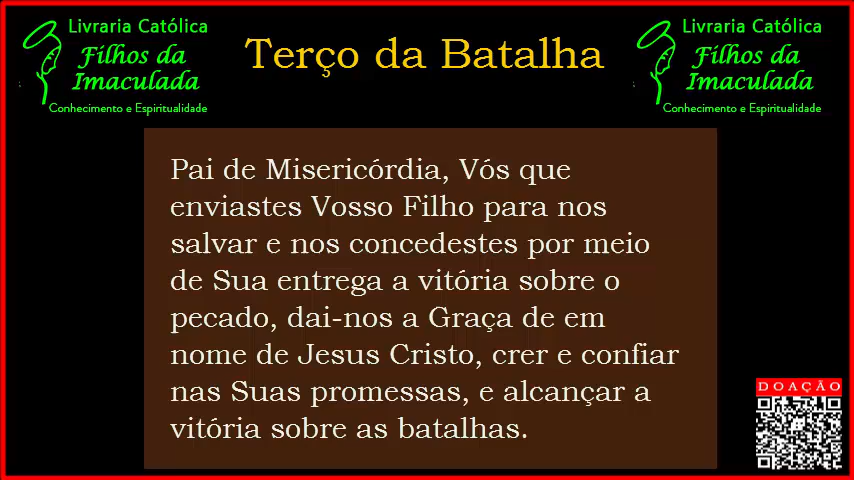 Livraria Católica
Filhos da
Imaculada
Conhecimento e Espiritualidade
Terço da Batalha
Livraria Católica
Filhos da
Imaculada
Conhecimento e Espiritualidade
Pai de Misericórdia, Vós que
enviastes Vosso Filho para nos
salvar e nos concedestes por meio
de Sua entrega a vitória sobre o
pecado, dai-nos a Graça de em
nome de Jesus Cristo, crer e confiar
nas Suas promessas, e alcançar a
vitória sobre as batalhas.
DOAÇÃO